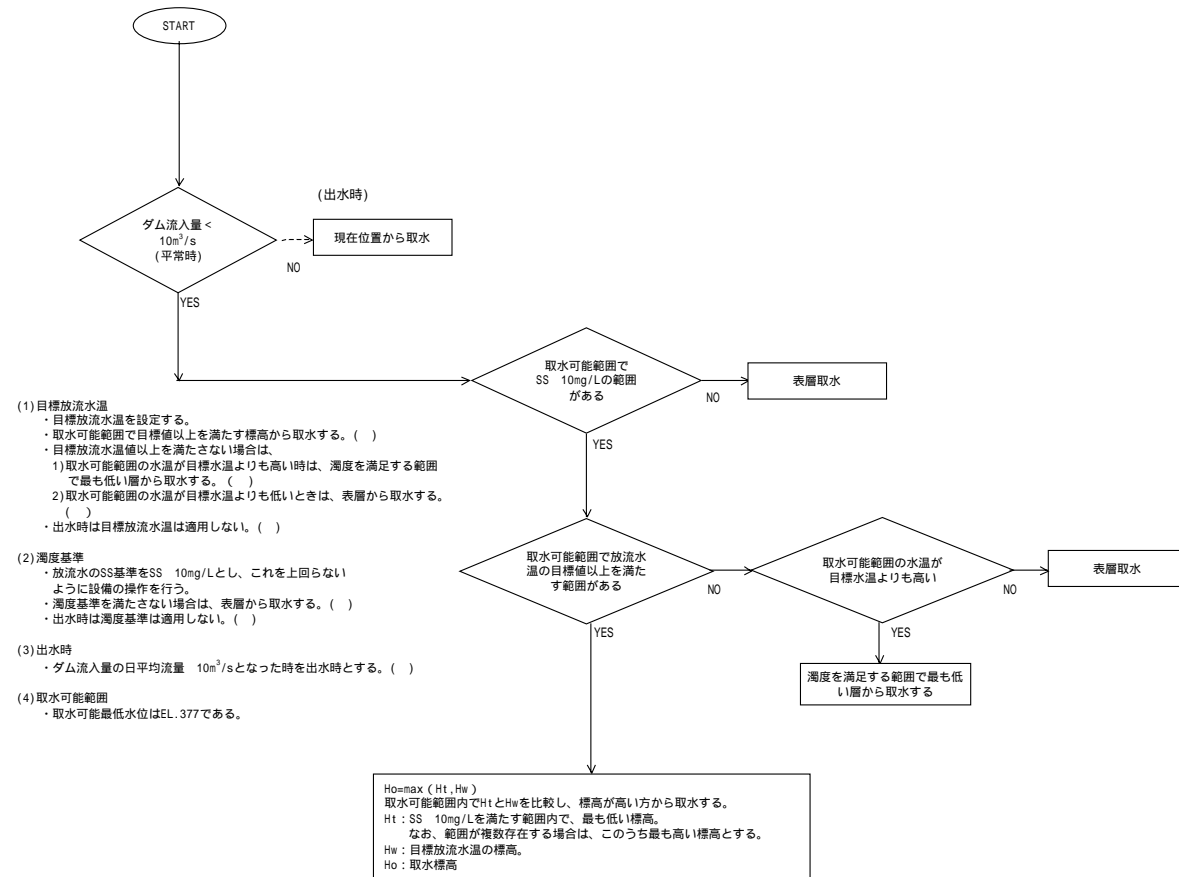 START
(出水時)
ダム流入量＜
10m³/s
(平常時)
現在位置から取水
NO
YES
取水可能範囲で
SS　10mg/Lの範囲
がある
表層取水
NO
YES
(1)目標放流水温
・目標放流水温を設定する。
・取水可能範囲で目標値以上を満たす標高から取水する。(　)
・目標放流水温値以上を満たさない場合は、
1)取水可能範囲の水温が目標水温よりも高い時は、濁度を満足する範囲
で最も低い層から取水する。 (　)
2)取水可能範囲の水温が目標水温よりも低いときは、表層から取水する。
(　)
・出水時は目標放流水温は適用しない。(　)
(2)濁度基準
・放流水のSS基準をSS　10mg/Lとし、これを上回らない
ように設備の操作を行う。
・濁度基準を満たさない場合は、表層から取水する。(　)
・出水時は濁度基準は適用しない。(　)
(3)出水時
・ダム流入量の日平均流量　10m³/sとなった時を出水時とする。(　)
(4)取水可能範囲
・取水可能最低水位はEL.377である。
取水可能範囲で放流水
温の目標値以上を満た
す範囲がある
NO
YES
取水可能範囲の水温が
目標水温よりも高い
NO
YES
表層取水
濁度を満足する範囲で最も低
い層から取水する
Ho=max（Ht,Hw）
取水可能範囲内でHtとHwを比較し、標高が高い方から取水する。
Ht：SS　10mg/Lを満たす範囲内で、最も低い標高。
なお、範囲が複数存在する場合は、このうち最も高い標高とする。
Hw：目標放流水温の標高。
Ho：取水標高